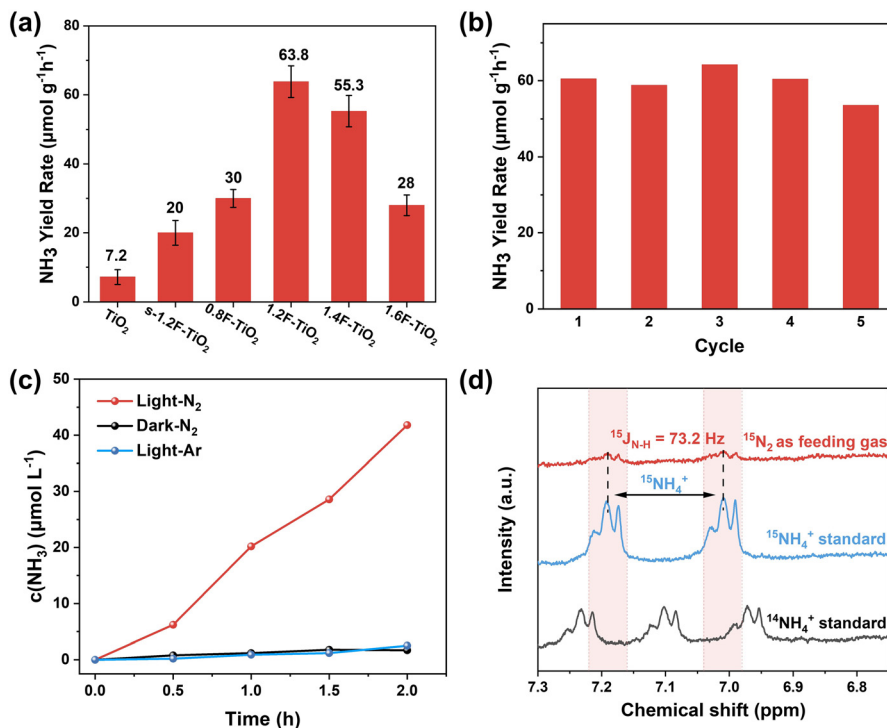 (a)
NH₃ Yield Rate (μmol g⁻¹h⁻¹)
80
60
40
20
0
7.2
20
30
63.8
55.3
28
TiO₂
s-1.2F-TiO₂
0.8F-TiO₂
1.2F-TiO₂
1.4F-TiO₂
1.6F-TiO₂
(b)
NH₃ Yield Rate (μmol g⁻¹h⁻¹)
60
40
20
0
1 2 3 4 5
Cycle
(c)
c(NH₃) (μmol L⁻¹)
50
40
30
20
10
0
Light-N₂
Dark-N₂
Light-Ar
0.0 0.5 1.0 1.5 2.0
Time (h)
(d)
Intensity (a.u.)
¹⁵J_N-H = 73.2 Hz
¹⁵N₂ as feeding gas
¹⁵NH₄⁺
¹⁵NH₄⁺ standard
¹⁴NH₄⁺ standard
7.3 7.2 7.1 7.0 6.9 6.8
Chemical shift (ppm)